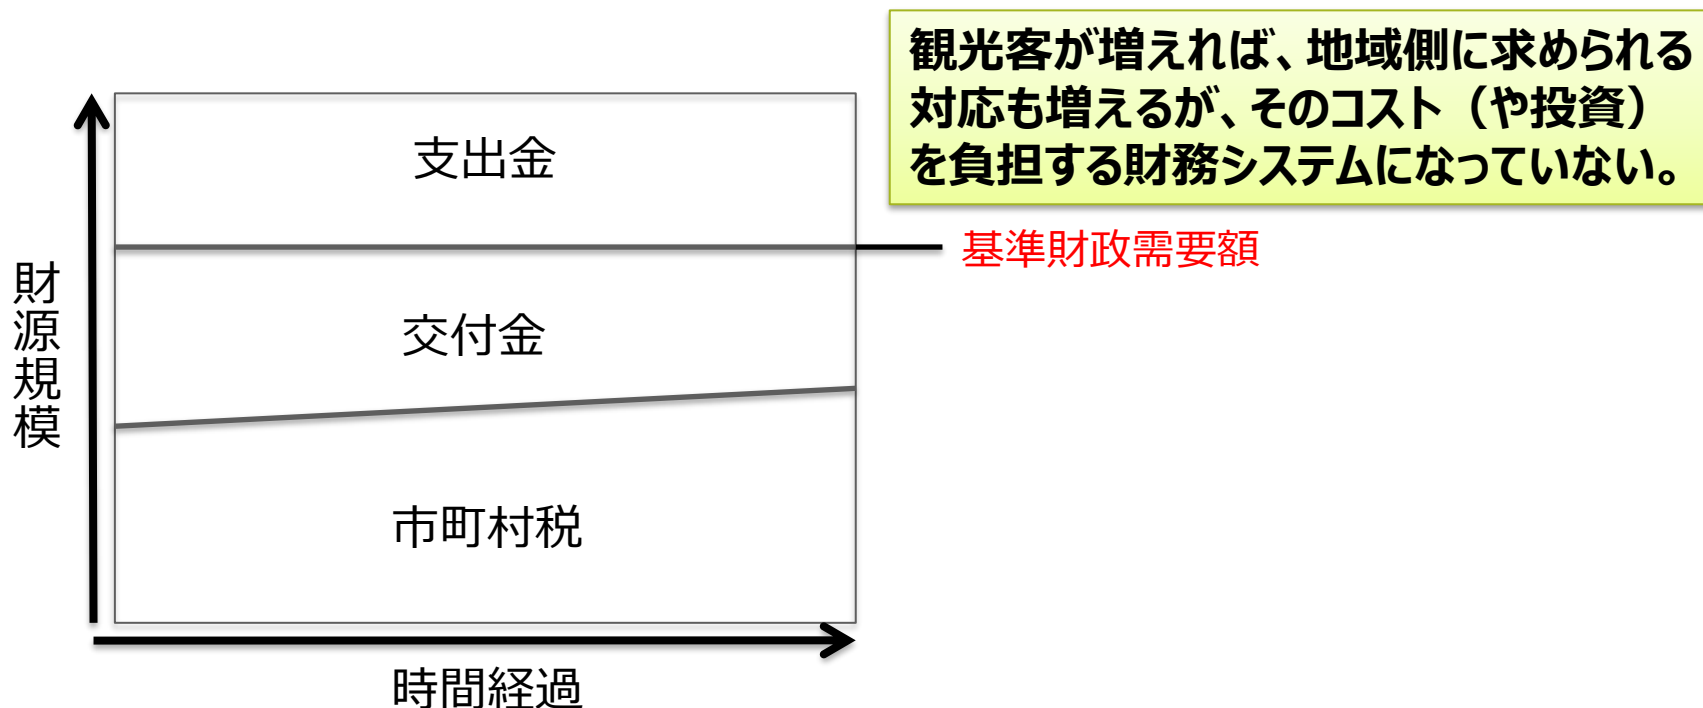 観光客が増えれば、地域側に求められる
対応も増えるが、そのコスト（や投資）
を負担する財務システムになっていない。
支出金
基準財政需要額
交付金
財源規模
市町村税
時間経過